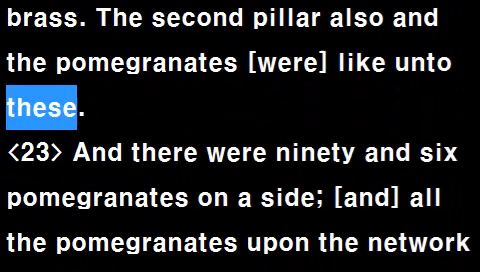 brass. The second pillar also and
the pomegranates [were] like unto
these.
<23> And there were ninety and six
pomegranates on a side; [and] all
the pomegranates upon the network